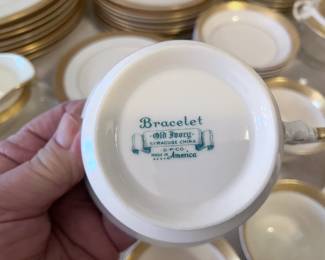 Bracelet
Old Ivory
SYRACUSE CHINA
O.P.CO.
MADE IN America